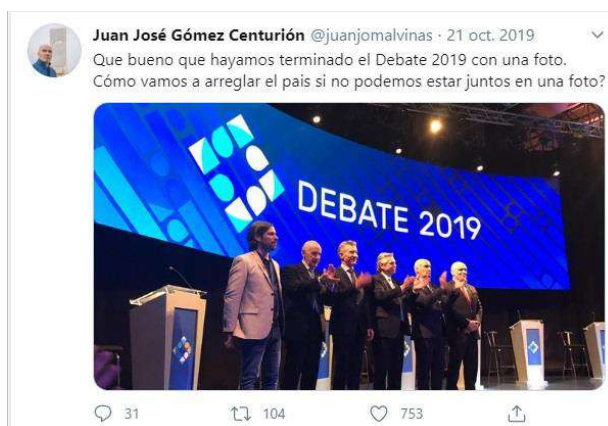 Juan José Gómez Centurión @juanjomalvinas · 21 oct. 2019
Que bueno que hayamos terminado el Debate 2019 con una foto.
Cómo vamos a arreglar el pais si no podemos estar juntos en una foto?
DEBATE 2019
31 104 753